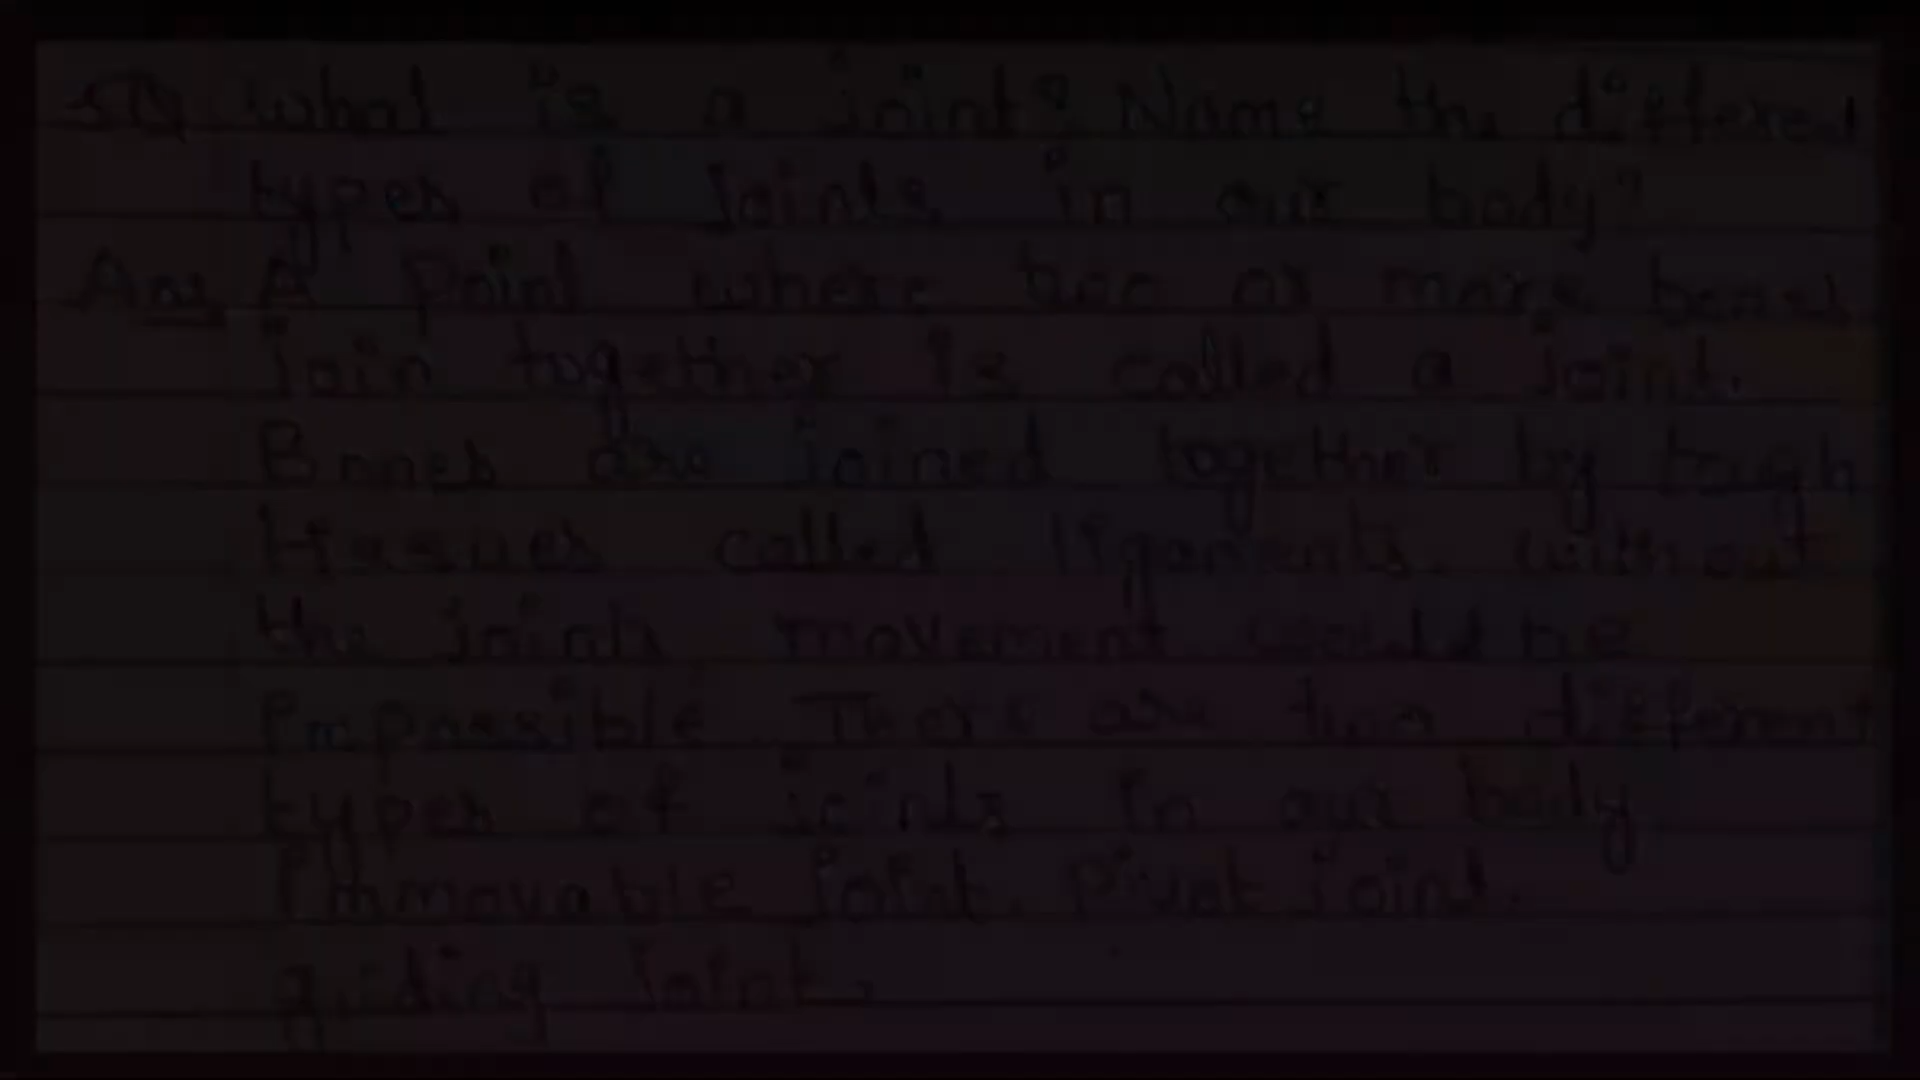 What is a joint? Name the different
types of Joints in our body?
Ans A Point where two or more bones
Join together is called a joint.
Bones are joined together by tough
tissues called ligaments. without
the joints movement would be
Impossible There are two different
types of joints in our body
Immovable joint. Pivot joint.
joint.